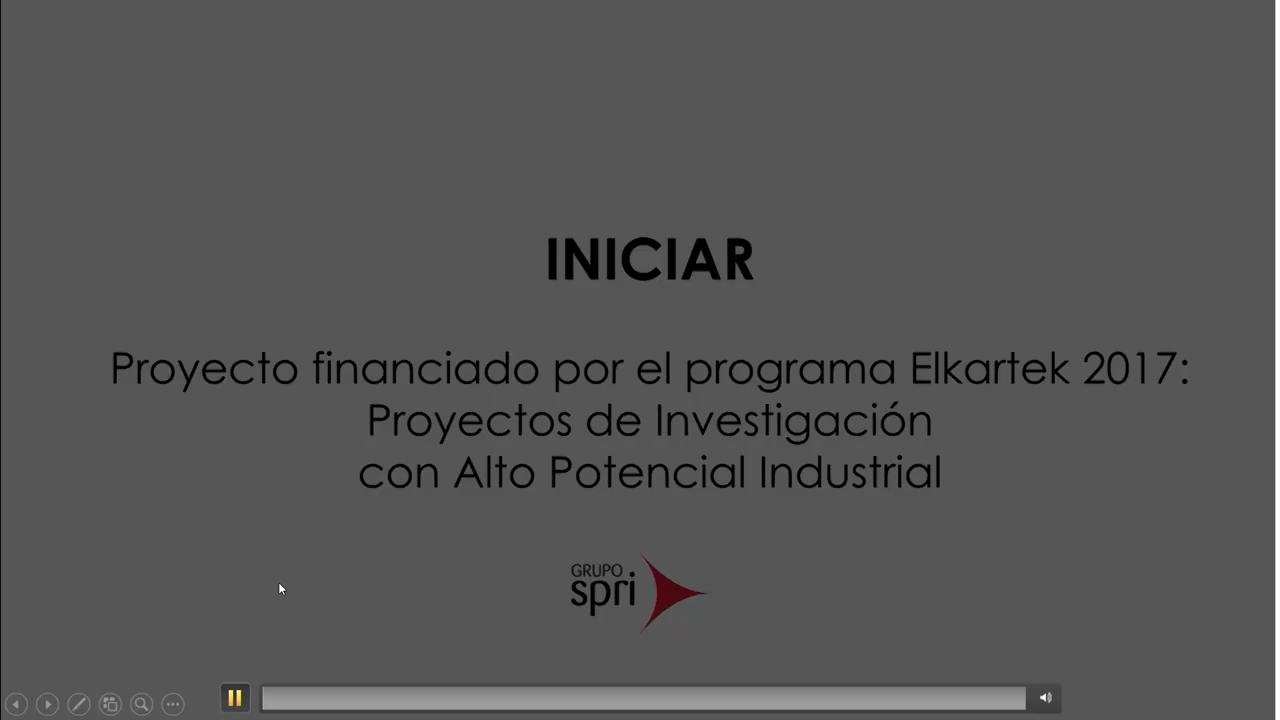 INICIAR
Proyecto financiado por el programa Elkartek 2017:
Proyectos de Investigación
con Alto Potencial Industrial
GRUPO
spri